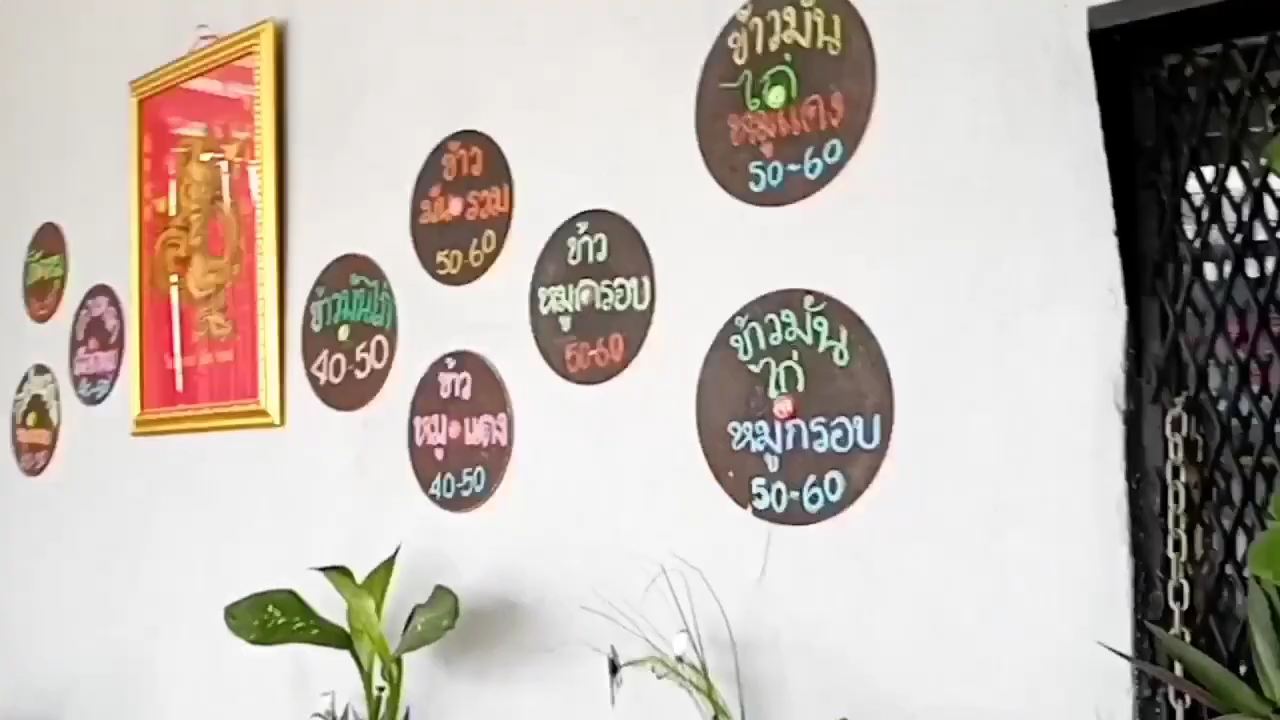 ข้าวมันไก่
40-50
ข้าว
มัน รวม
50-60
ข้าว
หมู แดง
40-50
ข้าว
หมูกรอบ
50-60
ข้าวมัน
ไก่
หมูแดง
50-60
ข้าวมัน
ไก่
หมูกรอบ
50-60